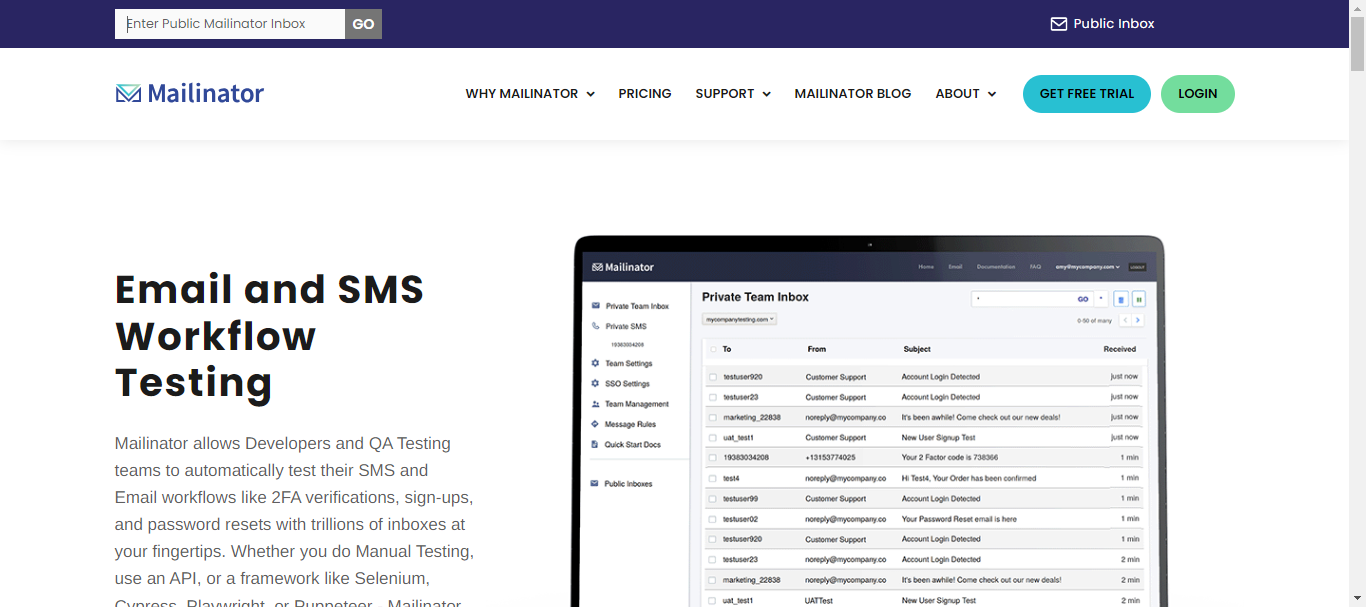 Enter Public Mailinator Inbox
GO
Public Inbox
Mailinator
WHY MAILINATOR
PRICING
SUPPORT
MAILINATOR BLOG
ABOUT
GET FREE TRIAL
LOGIN
Email and SMS
Workflow
Testing
Mailinator allows Developers and QA Testing
teams to automatically test their SMS and
Email workflows like 2FA verifications, sign-ups,
and password resets with trillions of inboxes at
your fingertips. Whether you do Manual Testing,
use an API, or a framework like Selenium,
Cypress, Playwright, or Puppeteer - Mailinator
Mailinator
Home Email Documentation FAQ amy@mycompany.com LOGOUT
Private Team Inbox
Private SMS
19383034208
Team Settings
SSO Settings
Team Management
Message Rules
Quick Start Docs
Public Inboxes
Private Team Inbox
* GO
mycompanytesting.com
0-50 of many
To From Subject Received
testuser920 Customer Support Account Login Detected just now
testuser23 Customer Support Account Login Detected just now
marketing_22838 noreply@mycompany.co It's been awhile! Come check out our new deals! just now
uat_test1 Customer Support New User Signup Test just now
19383034208 +13153774025 Your 2 Factor code is 738366 1 min
test4 noreply@mycompany.co Hi Test4, Your Order has been confirmed 1 min
testuser99 Customer Support Account Login Detected 1 min
testuser02 noreply@mycompany.co Your Password Reset email is here 1 min
testuser920 Customer Support Account Login Detected 1 min
testuser23 noreply@mycompany.co Account Login Detected 2 min
marketing_22838 noreply@mycompany.co It's been awhile! Come check out our new deals! 2 min
uat_test1 UATTest New User Signup Test 2 min